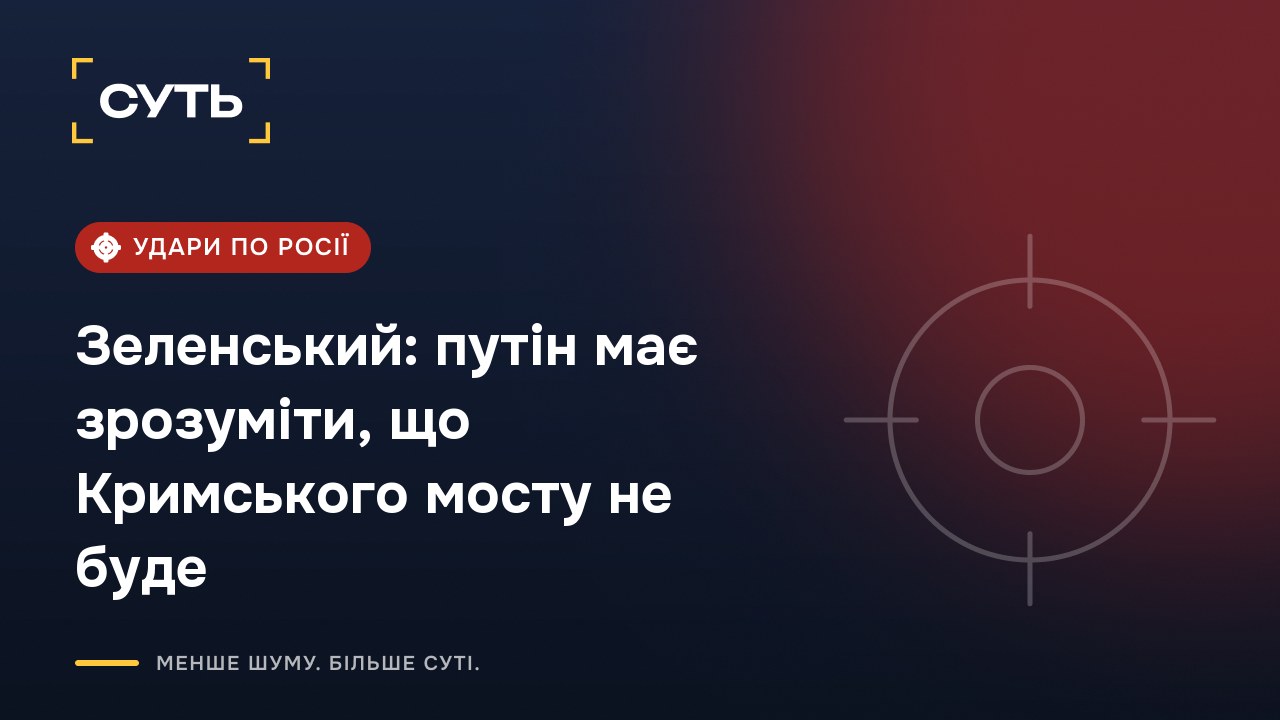 СУТЬ
УДАРИ ПО РОСІЇ
Зеленський: путін має
зрозуміти, що
Кримського мосту не
буде
МЕНШЕ ШУМУ. БІЛЬШЕ СУТІ.